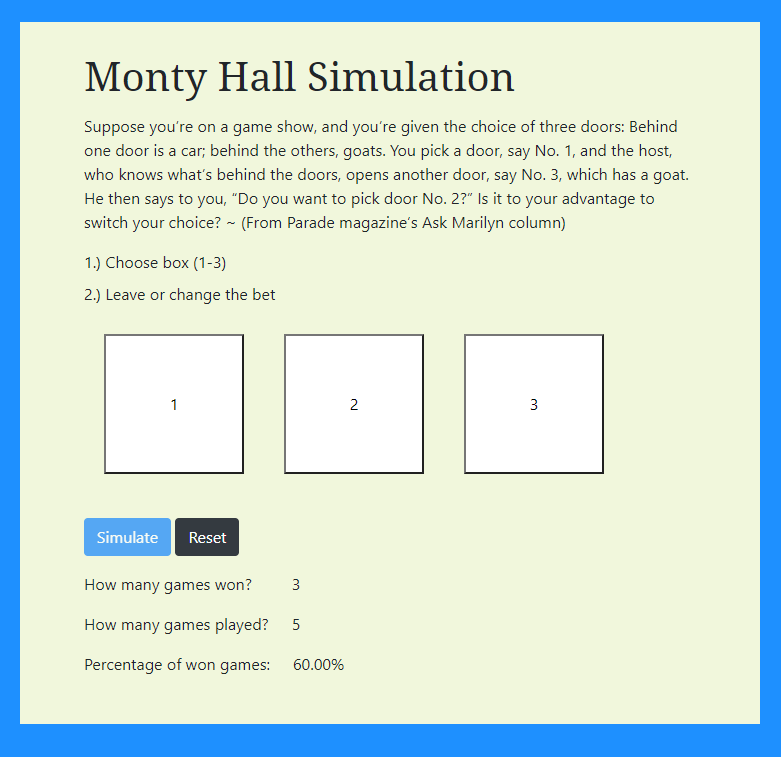 Monty Hall Simulation
Suppose you’re on a game show, and you’re given the choice of three doors: Behind
one door is a car; behind the others, goats. You pick a door, say No. 1, and the host,
who knows what’s behind the doors, opens another door, say No. 3, which has a goat.
He then says to you, “Do you want to pick door No. 2?” Is it to your advantage to
switch your choice? ~ (From Parade magazine’s Ask Marilyn column)
1.) Choose box (1-3)
2.) Leave or change the bet
1 2 3
Simulate Reset
How many games won? 3
How many games played? 5
Percentage of won games: 60.00%